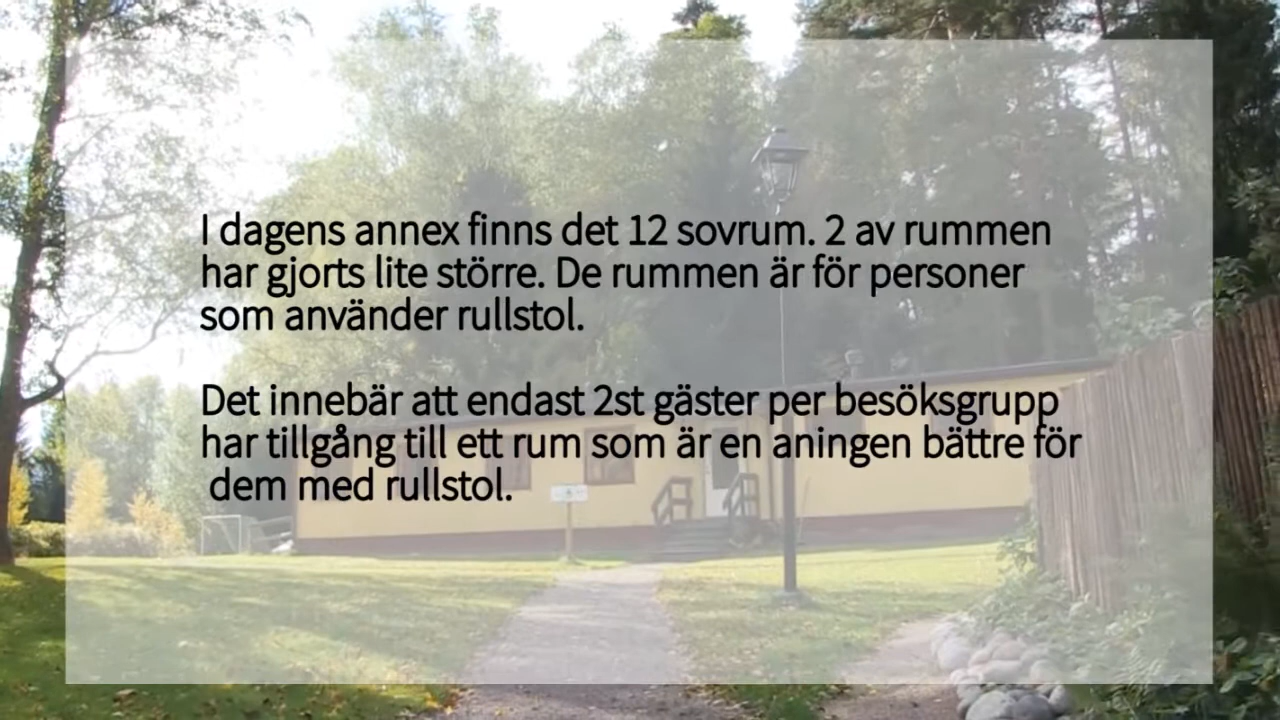 I dagens annex finns det 12 sovrum. 2 av rummen
har gjorts lite större. De rummen är för personer
som använder rullstol.
Det innebär att endast 2st gäster per besöksgrupp
har tillgång till ett rum som är en aningen bättre för
dem med rullstol.